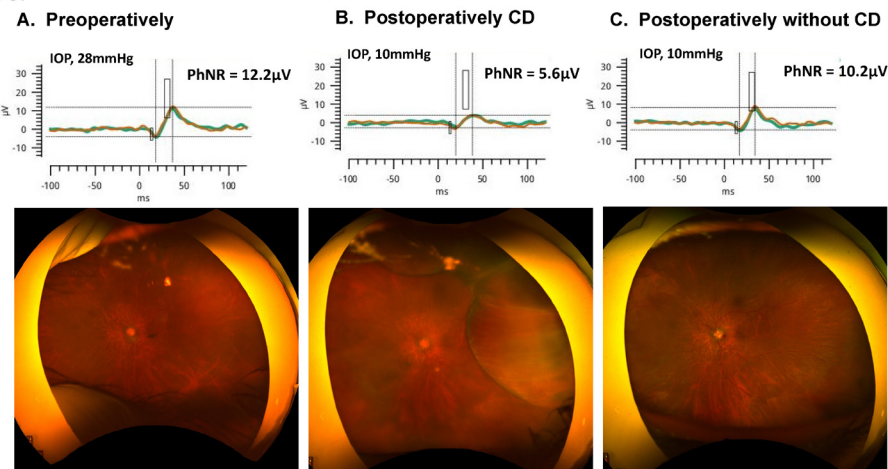 A. Preoperatively
IOP, 28mmHg
PhNR = 12.2μV
μV
30
20
10
0
-10
-100 -50 0 50 100
ms
B. Postoperatively CD
IOP, 10mmHg
PhNR = 5.6μV
μV
30
20
10
0
-10
-100 -50 0 50 100
ms
C. Postoperatively without CD
IOP, 10mmHg
PhNR = 10.2μV
μV
30
20
10
0
-10
-100 -50 0 50 100
ms